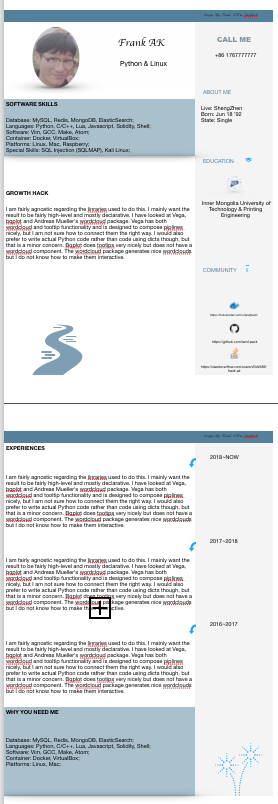 CALL ME
Frank AK
+86 1767777777
Python & Linux
ABOUT ME
SOFTWARE SKILLS
Live: ShengZhen
Born: Jun 18 '92
State: Single
Database: MySQL, Redis, MongoDB, ElasticSearch;
Languages: Python, C/C++, Lua, Javascript, Solidity, Shell;
Software: Vim, GCC, Make, Atom;
Container: Docker, VirtualBox;
Platforms: Linux, Mac, Raspberry;
Special Skills: SQL Injection (SQLMAP), Kali Linux;
EDUCATION
GROWTH HACK
Inner Mongolia University of
Technology & Printing
Engineering
I am fairly agnostic regarding the libraries used to do this. I mainly want the
result to be fairly high-level and mostly declarative. I have looked at Vega,
bqplot and Andreas Mueller's wordcloud package. Vega has both
wordcloud and tooltip functionality and is designed to compose pipelines
nicely, but I am not sure how to connect them the right way. I would also
prefer to write actual Python code rather than code using dicts though, but
that is a minor concern. Bqplot does tooltips very nicely but does not have a
wordcloud component. The wordcloud package generates nice wordclouds
but I do not know how to make them interactive.
COMMUNITY
EXPERIENCES
2018~NOW
I am fairly agnostic regarding the libraries used to do this. I mainly want the
result to be fairly high-level and mostly declarative. I have looked at Vega,
bqplot and Andreas Mueller's wordcloud package. Vega has both
wordcloud and tooltip functionality and is designed to compose pipelines
nicely, but I am not sure how to connect them the right way. I would also
prefer to write actual Python code rather than code using dicts though, but
that is a minor concern. Bqplot does tooltips very nicely but does not have a
wordcloud component. The wordcloud package generates nice wordclouds
but I do not know how to make them interactive.
2017~2018
I am fairly agnostic regarding the libraries used to do this. I mainly want the
result to be fairly high-level and mostly declarative. I have looked at Vega,
bqplot and Andreas Mueller's wordcloud package. Vega has both
wordcloud and tooltip functionality and is designed to compose pipelines
nicely, but I am not sure how to connect them the right way. I would also
prefer to write actual Python code rather than code using dicts though, but
that is a minor concern. Bqplot does tooltips very nicely but does not have a
wordcloud component. The wordcloud package generates nice wordclouds
but I do not know how to make them interactive.
2016~2017
I am fairly agnostic regarding the libraries used to do this. I mainly want the
result to be fairly high-level and mostly declarative. I have looked at Vega,
bqplot and Andreas Mueller's wordcloud package. Vega has both
wordcloud and tooltip functionality and is designed to compose pipelines
nicely, but I am not sure how to connect them the right way. I would also
prefer to write actual Python code rather than code using dicts though, but
that is a minor concern. Bqplot does tooltips very nicely but does not have a
wordcloud component. The wordcloud package generates nice wordclouds
but I do not know how to make them interactive.
WHY YOU NEED ME
Database: MySQL, Redis, MongoDB, ElasticSearch;
Languages: Python, C/C++, Lua, Javascript, Solidity, Shell;
Software: Vim, GCC, Make, Atom;
Container: Docker, VirtualBox;
Platforms: Linux, Mac;